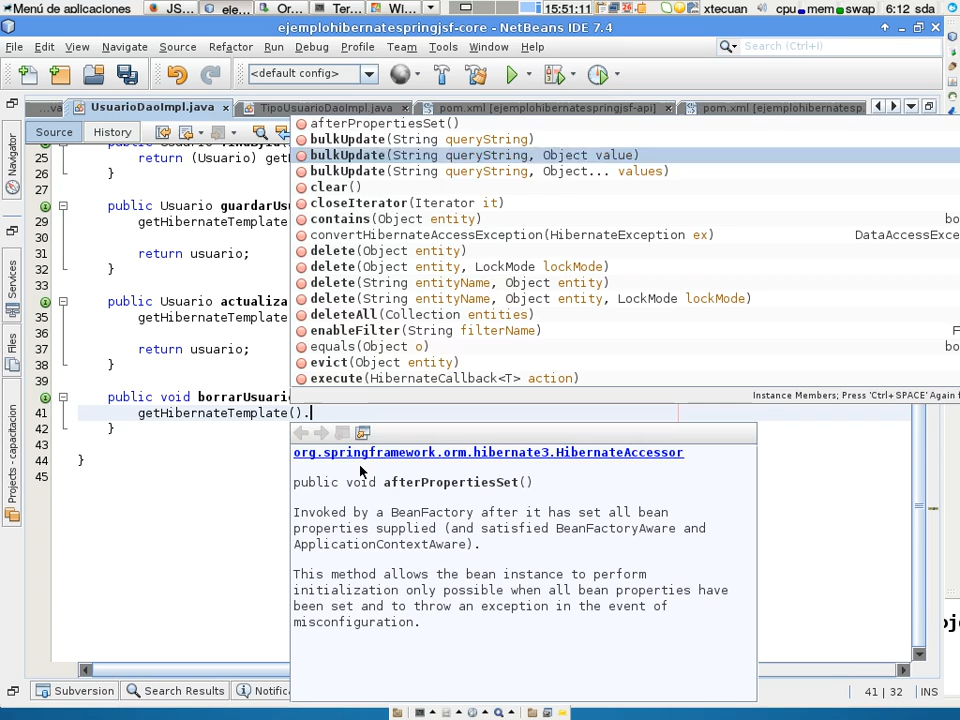 Menú de aplicaciones JS... ele... Or... Ter... Wi... 15:51:11 xtecuan cpu mem swap 6:12 sda
ejemplohibernatespringjsf-core - NetBeans IDE 7.4
File Edit View Navigate Source Refactor Run Debug Profile Team Tools Window Help Search (Ctrl+I)
<default config>
...va UsuarioDaoImpl.java TipoUsuarioDaoImpl.java pom.xml [ejemplohibernatespringjsf-api] pom.xml [ejemplohibernatesp
Source History
afterPropertiesSet()
bulkUpdate(String queryString)
25 return (Usuario) getH bulkUpdate(String queryString, Object value)
26 } bulkUpdate(String queryString, Object... values)
27 clear()
28 public Usuario guardarUs closeIterator(Iterator it)
29 getHibernateTemplate contains(Object entity) bo
30 convertHibernateAccessException(HibernateException ex) DataAccessExce
31 return usuario; delete(Object entity)
32 } delete(Object entity, LockMode lockMode)
33 delete(String entityName, Object entity)
public Usuario actualiza delete(String entityName, Object entity, LockMode lockMode)
35 getHibernateTemplate deleteAll(Collection entities)
36 enableFilter(String filterName) F
37 return usuario; equals(Object o) bo
38 } evict(Object entity)
39 execute(HibernateCallback<T> action)
public void borrarUsuario Instance Members; Press 'Ctrl+SPACE' Again f
41 getHibernateTemplate().
42 }
43
44 }
45
org.springframework.orm.hibernate3.HibernateAccessor
public void afterPropertiesSet()
Invoked by a BeanFactory after it has set all bean
properties supplied (and satisfied BeanFactoryAware and
ApplicationContextAware).
This method allows the bean instance to perform
initialization only possible when all bean properties have
been set and to throw an exception in the event of
misconfiguration.
Navigator
Services
Files
Projects - capacitacion
Subversion Search Results Notific 41 | 32 INS